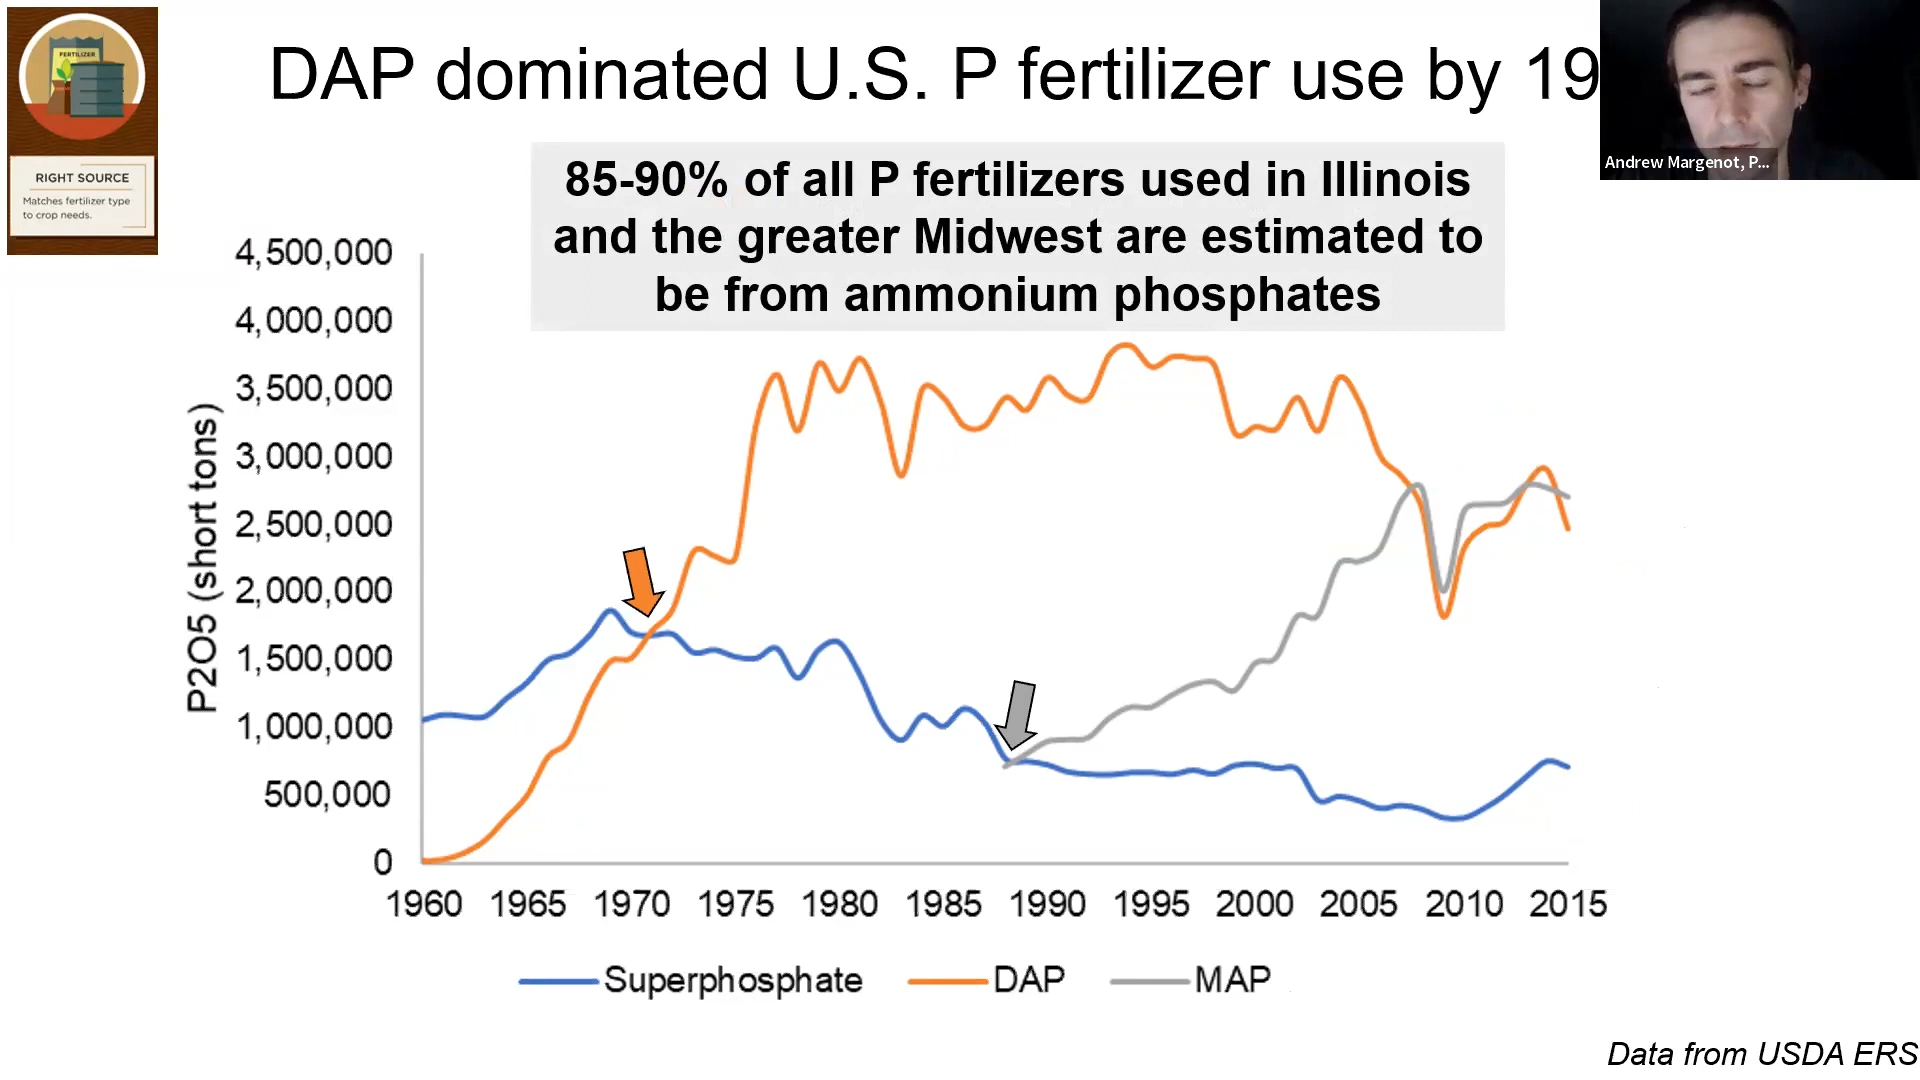 DAP dominated U.S. P fertilizer use by 19
FERTILIZER
RIGHT SOURCE
Matches fertilizer type
to crop needs.
Andrew Margenot, P...
85-90% of all P fertilizers used in Illinois
and the greater Midwest are estimated to
be from ammonium phosphates
P2O5 (short tons)
4,500,000
4,000,000
3,500,000
3,000,000
2,500,000
2,000,000
1,500,000
1,000,000
500,000
0
1960 1965 1970 1975 1980 1985 1990 1995 2000 2005 2010 2015
Superphosphate DAP MAP
Data from USDA ERS